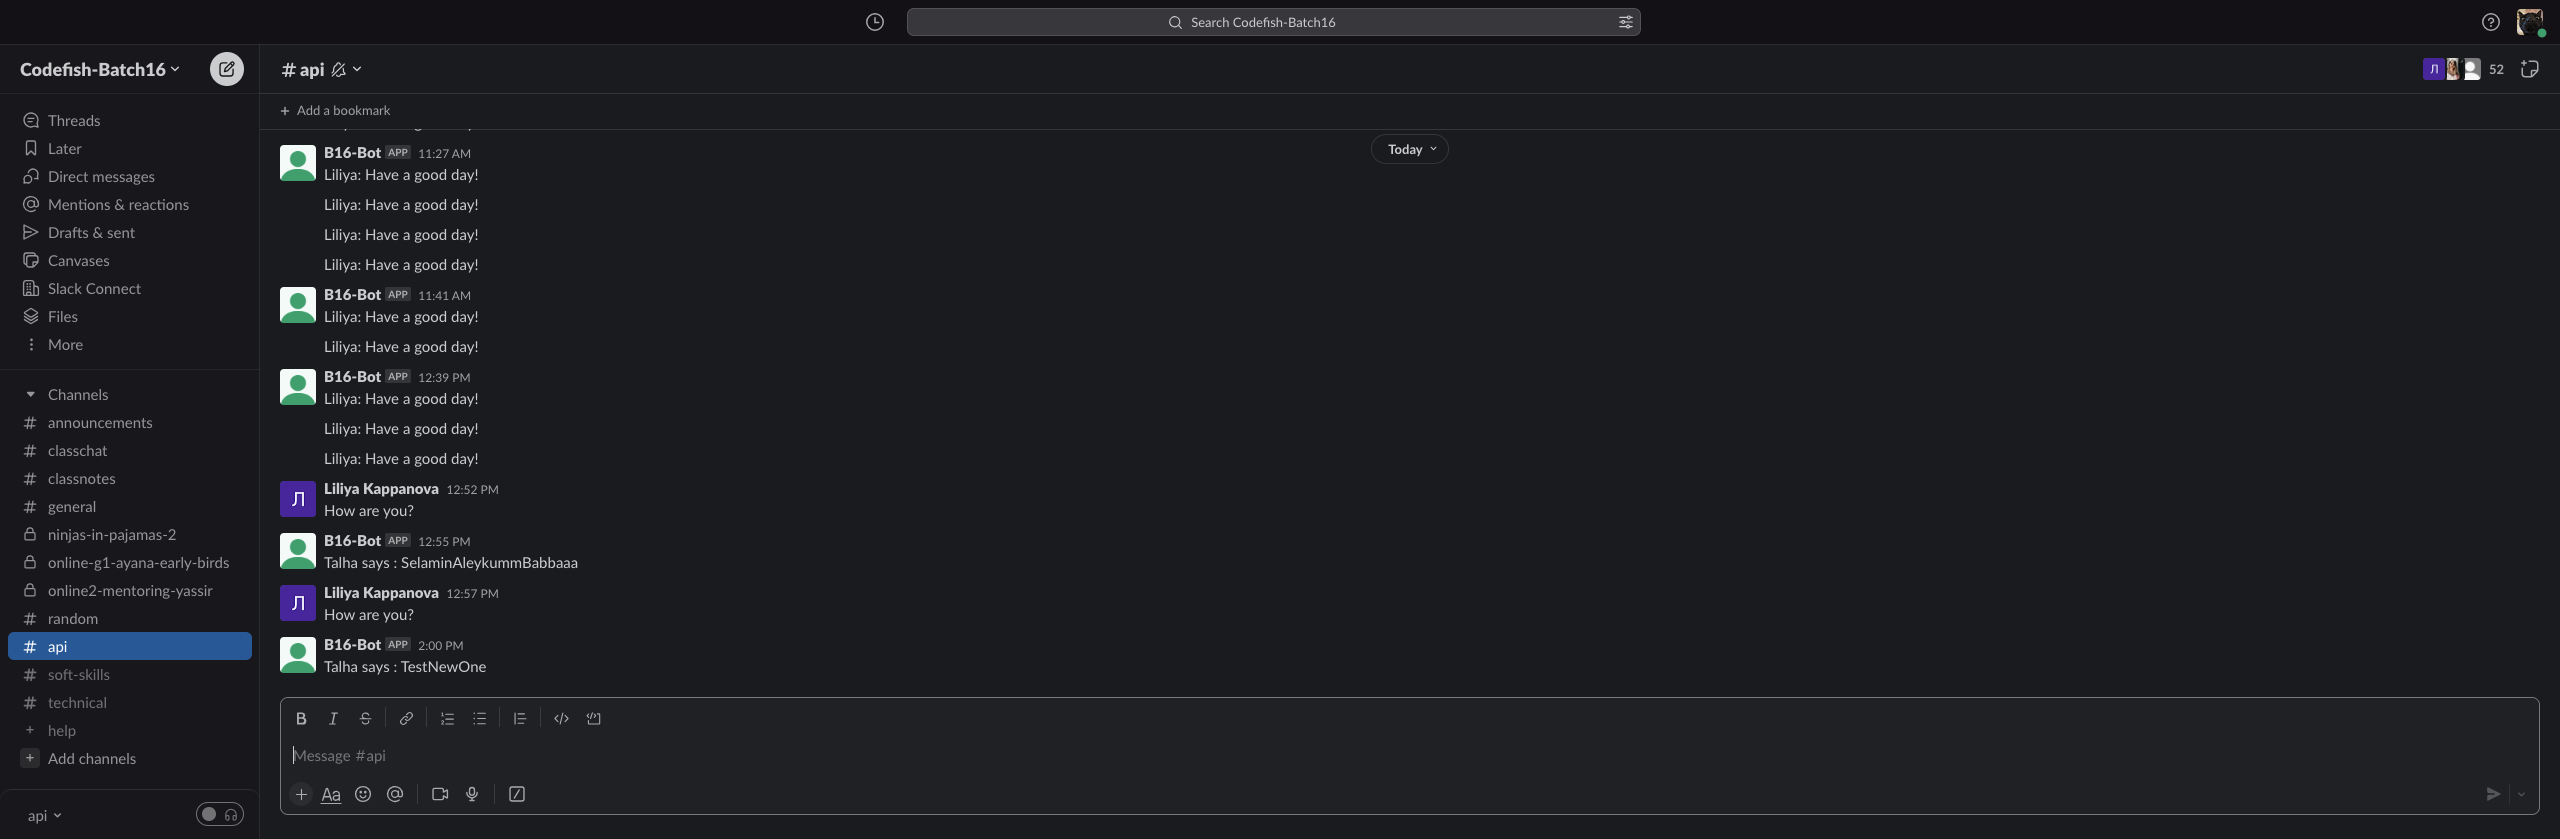 Search Codefish-Batch16
Codefish-Batch16
Threads
Later
Direct messages
Mentions & reactions
Drafts & sent
Canvases
Slack Connect
Files
More
Channels
# announcements
# classchat
# classnotes
# general
ninjas-in-pajamas-2
online-g1-ayana-early-birds
online2-mentoring-yassir
# random
# api
# soft-skills
# technical
+ help
+ Add channels
api
# api
Л 52
+ Add a bookmark
Today
B16-Bot APP 11:27 AM
Liliya: Have a good day!
Liliya: Have a good day!
Liliya: Have a good day!
Liliya: Have a good day!
B16-Bot APP 11:41 AM
Liliya: Have a good day!
Liliya: Have a good day!
B16-Bot APP 12:39 PM
Liliya: Have a good day!
Liliya: Have a good day!
Liliya: Have a good day!
Л Liliya Kappanova 12:52 PM
How are you?
B16-Bot APP 12:55 PM
Talha says : SelaminAleykummBabbaaa
Л Liliya Kappanova 12:57 PM
How are you?
B16-Bot APP 2:00 PM
Talha says : TestNewOne
B I S
Message #api
+ Aa @